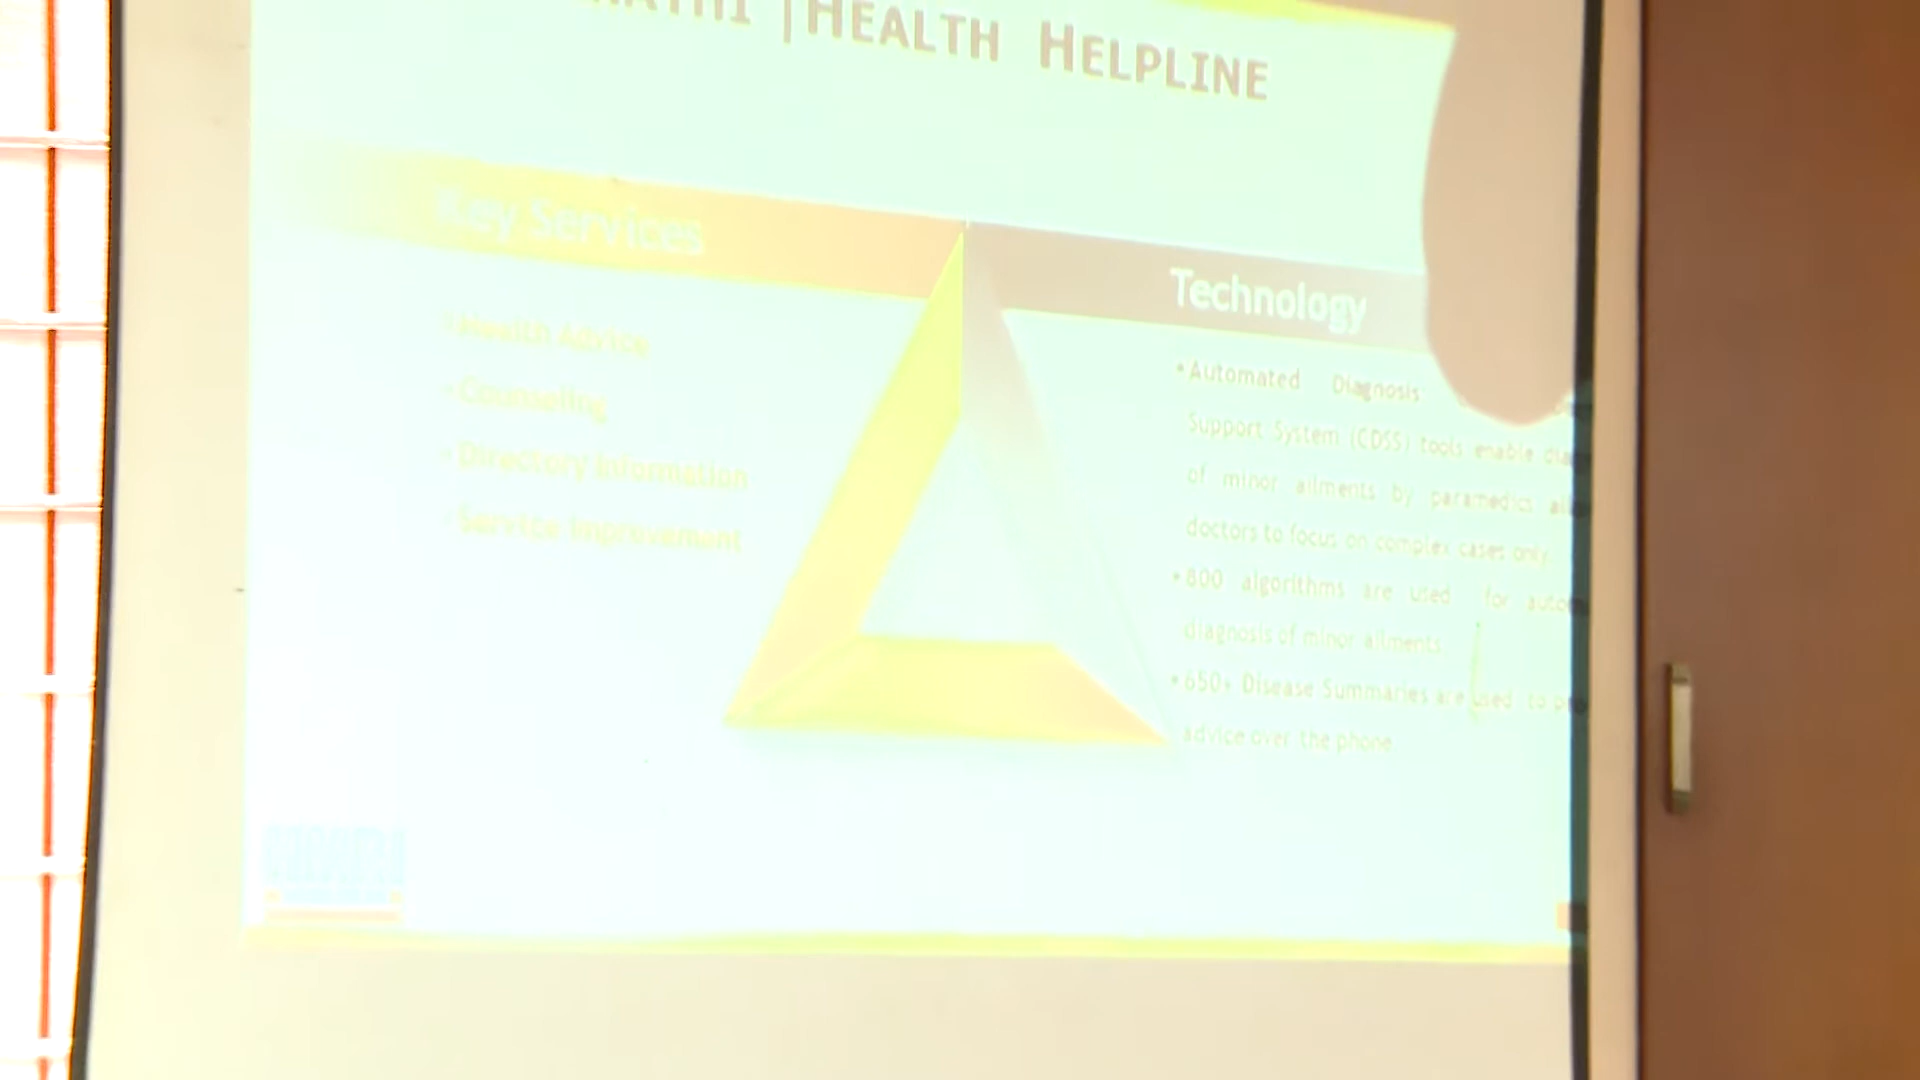 |HEALTH HELPLINE
Key Services
Technology
•Health Advice
•Counseling
•Directory Information
•Service Improvement
•Automated Diagnosis
Support System (CDSS) tools enable
of minor ailments by paramedics
doctors to focus on complex cases only.
•800 algorithms are used for
diagnosis of minor ailments.
•650+ Disease Summaries are used to
advice over the phone.